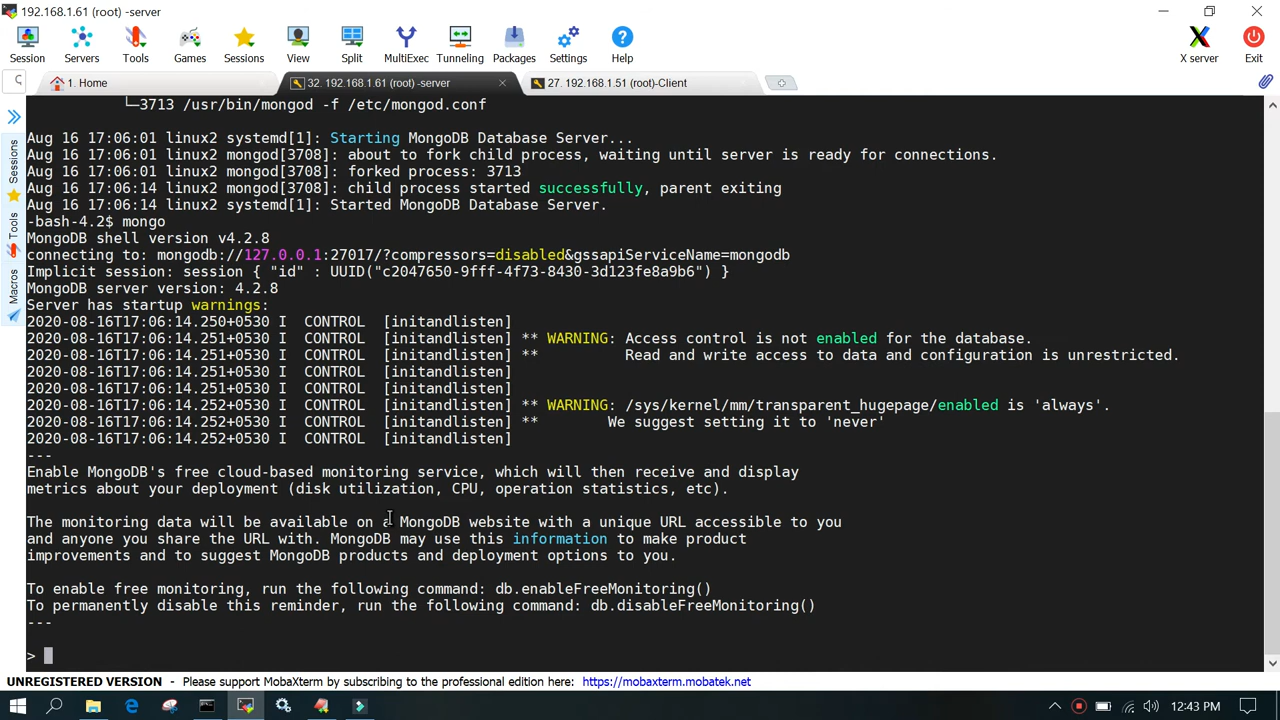 192.168.1.61 (root) -server
Session Servers Tools Games Sessions View Split MultiExec Tunneling Packages Settings Help X server Exit
1. Home 32. 192.168.1.61 (root) -server 27. 192.168.1.51 (root)-Client
Sessions
Tools
Macros
└─3713 /usr/bin/mongod -f /etc/mongod.conf
Aug 16 17:06:01 linux2 systemd[1]: Starting MongoDB Database Server...
Aug 16 17:06:01 linux2 mongod[3708]: about to fork child process, waiting until server is ready for connections.
Aug 16 17:06:01 linux2 mongod[3708]: forked process: 3713
Aug 16 17:06:14 linux2 mongod[3708]: child process started successfully, parent exiting
Aug 16 17:06:14 linux2 systemd[1]: Started MongoDB Database Server.
-bash-4.2$ mongo
MongoDB shell version v4.2.8
connecting to: mongodb://127.0.0.1:27017/?compressors=disabled&gssapiServiceName=mongodb
Implicit session: session { "id" : UUID("c2047650-9fff-4f73-8430-3d123fe8a9b6") }
MongoDB server version: 4.2.8
Server has startup warnings:
2020-08-16T17:06:14.250+0530 I  CONTROL  [initandlisten]
2020-08-16T17:06:14.251+0530 I  CONTROL  [initandlisten] ** WARNING: Access control is not enabled for the database.
2020-08-16T17:06:14.251+0530 I  CONTROL  [initandlisten] **          Read and write access to data and configuration is unrestricted.
2020-08-16T17:06:14.251+0530 I  CONTROL  [initandlisten]
2020-08-16T17:06:14.251+0530 I  CONTROL  [initandlisten]
2020-08-16T17:06:14.252+0530 I  CONTROL  [initandlisten] ** WARNING: /sys/kernel/mm/transparent_hugepage/enabled is 'always'.
2020-08-16T17:06:14.252+0530 I  CONTROL  [initandlisten] **        We suggest setting it to 'never'
2020-08-16T17:06:14.252+0530 I  CONTROL  [initandlisten]
---
Enable MongoDB's free cloud-based monitoring service, which will then receive and display
metrics about your deployment (disk utilization, CPU, operation statistics, etc).
The monitoring data will be available on a MongoDB website with a unique URL accessible to you
and anyone you share the URL with. MongoDB may use this information to make product
improvements and to suggest MongoDB products and deployment options to you.
To enable free monitoring, run the following command: db.enableFreeMonitoring()
To permanently disable this reminder, run the following command: db.disableFreeMonitoring()
---
>
UNREGISTERED VERSION - Please support MobaXterm by subscribing to the professional edition here: https://mobaxterm.mobatek.net
12:43 PM